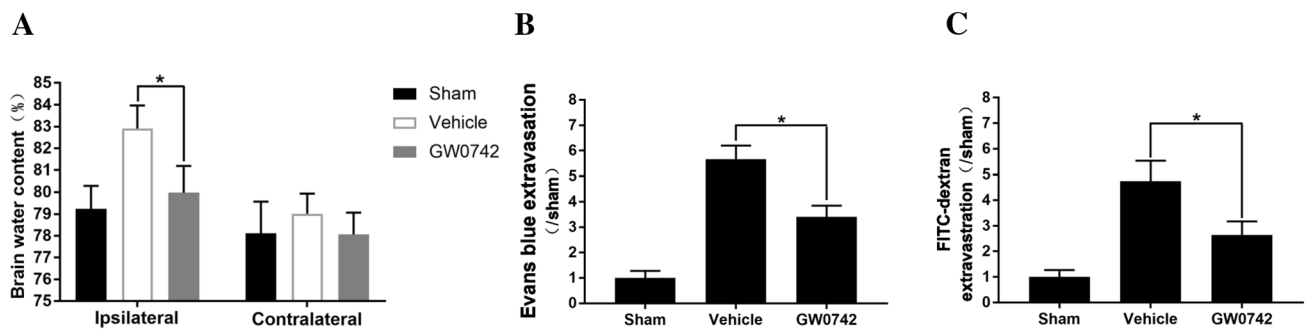 A
Brain water content (%)
85
84
83
82
81
80
79
78
77
76
75
*
Ipsilateral
Contralateral
Sham
Vehicle
GW0742
B
Evans blue extravasation
(/sham)
8
7
6
5
4
3
2
1
0
*
Sham Vehicle GW0742
C
FITC-dextran
extravastration (/sham)
8
7
6
5
4
3
2
1
0
*
Sham Vehicle GW0742